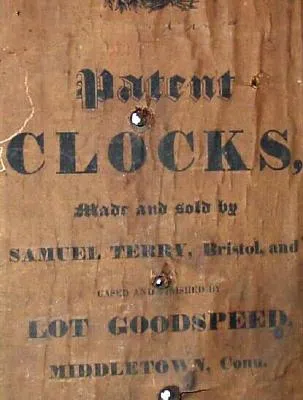 Patent
CLOCKS,
Made and sold by
SAMUEL TERRY, Bristol, and
CASED AND FINISHED BY
LOT GOODSPEED,
MIDDLETOWN, Conn.